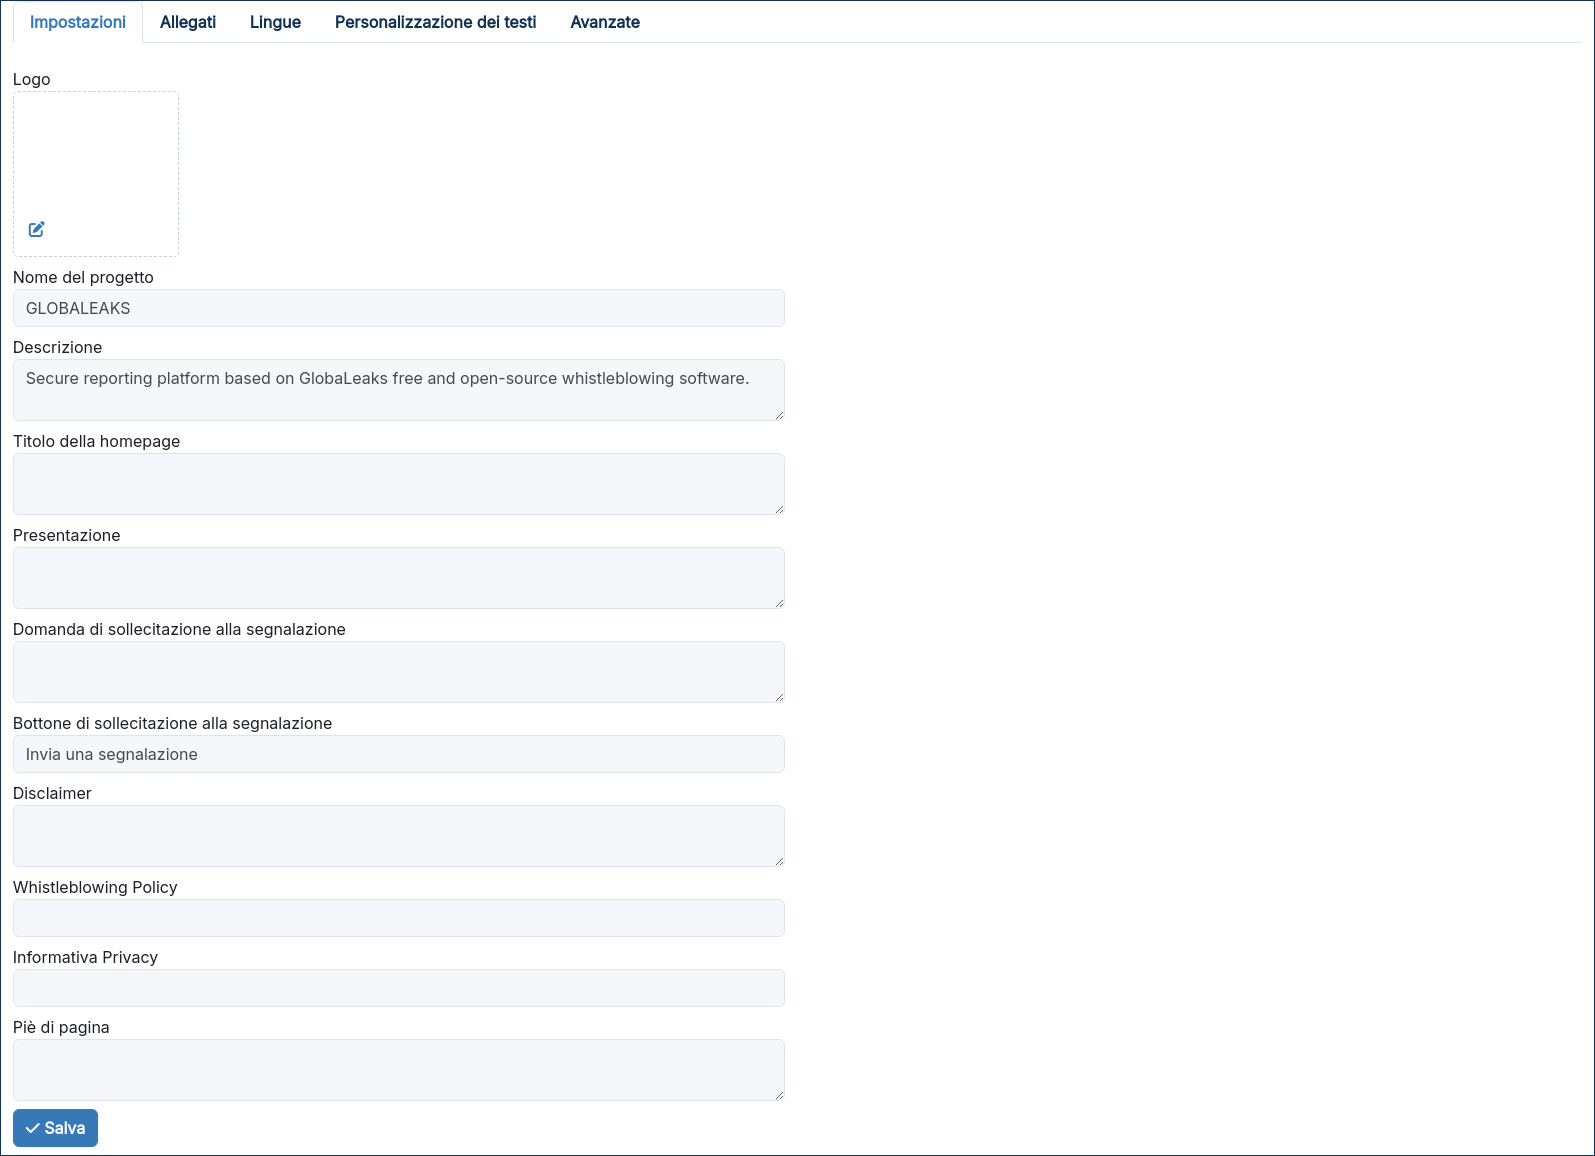 Impostazioni Allegati Lingue Personalizzazione dei testi Avanzate
Logo
Nome del progetto
GLOBALEAKS
Descrizione
Secure reporting platform based on GlobaLeaks free and open-source whistleblowing software.
Titolo della homepage
Presentazione
Domanda di sollecitazione alla segnalazione
Bottone di sollecitazione alla segnalazione
Invia una segnalazione
Disclaimer
Whistleblowing Policy
Informativa Privacy
Piè di pagina
Salva